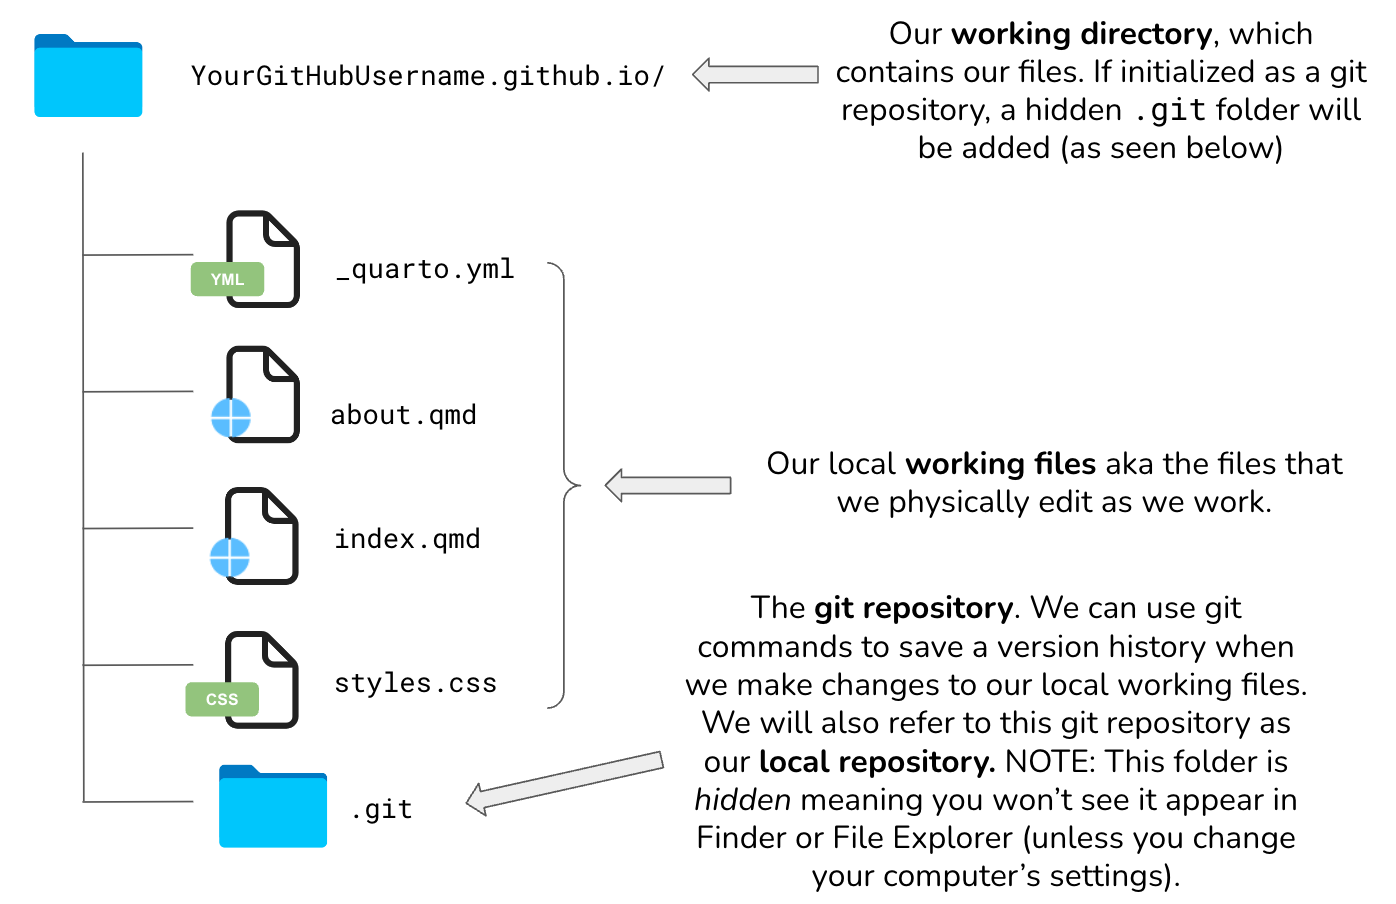 Our working directory, which
contains our files. If initialized as a git
repository, a hidden .git folder will
be added (as seen below)
YourGitHubUsername.github.io/
YML
_quarto.yml
about.qmd
index.qmd
CSS
styles.css
.git
Our local working files aka the files that
we physically edit as we work.
The git repository. We can use git
commands to save a version history when
we make changes to our local working files.
We will also refer to this git repository as
our local repository. NOTE: This folder is
hidden meaning you won’t see it appear in
Finder or File Explorer (unless you change
your computer’s settings).